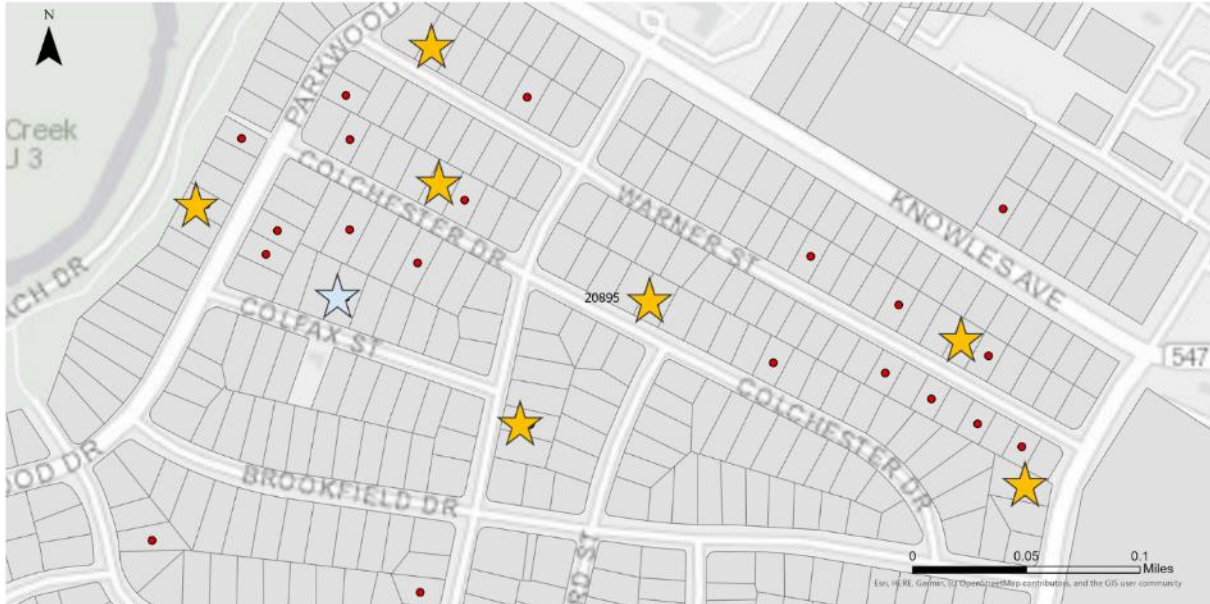 N
PARKWOOD
Creek
J 3
COLCHESTER DR
WARNER ST
KNOWLES AVE
ACH DR
20895
COLFAX ST
547
COLCHESTER DR
OOD DR
BROOKFIELD DR
RD ST
0 0.05 0.1
Miles
Esri, HERE, Garmin, (c) OpenStreetMap contributors, and the GIS user community